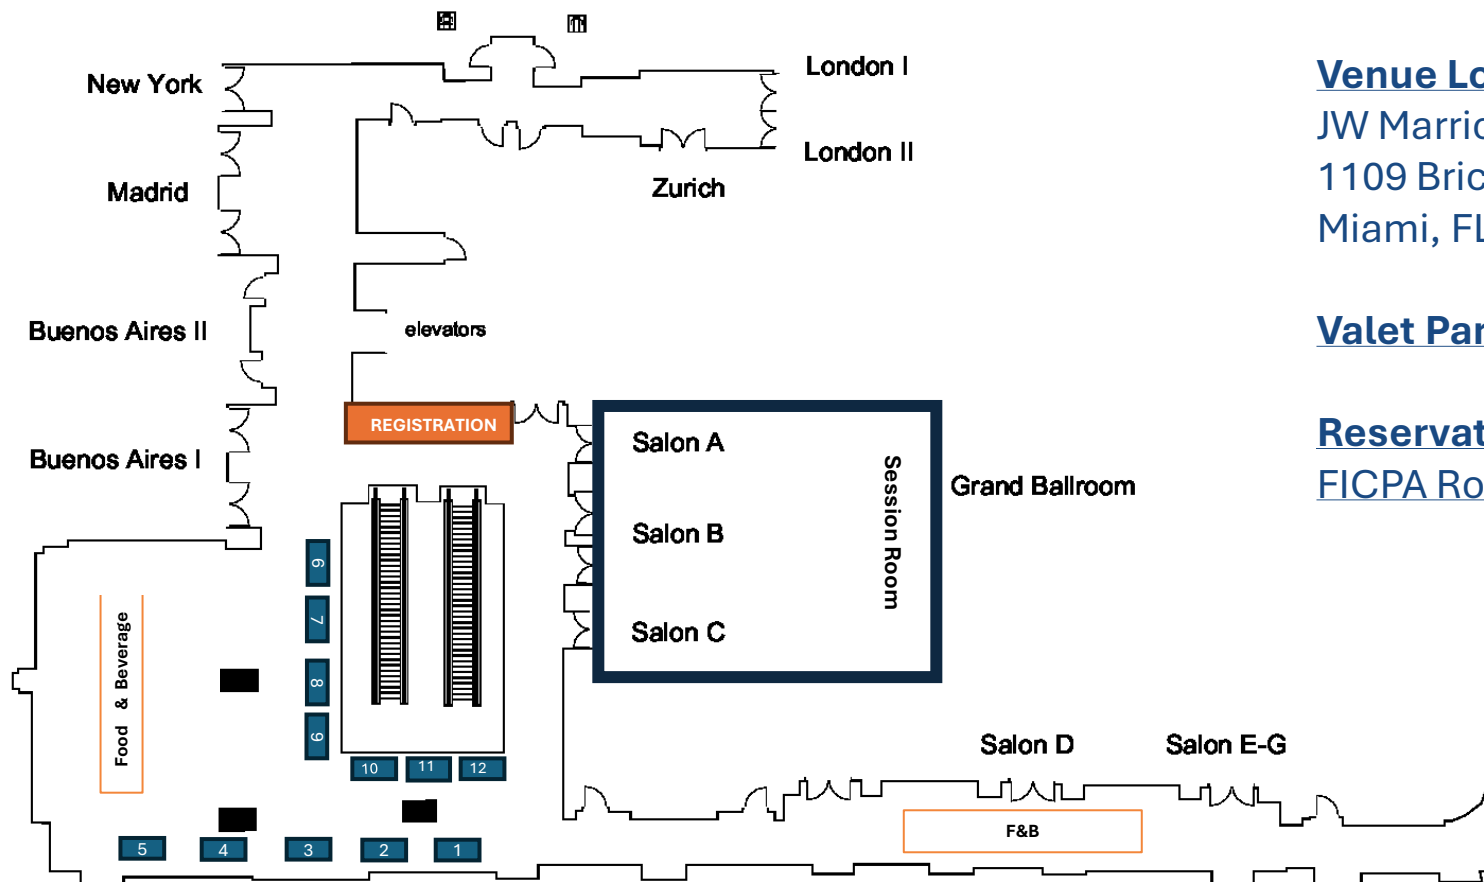 New York
London I
London II
Madrid
Zurich
Buenos Aires II
elevators
REGISTRATION
Buenos Aires I
Salon A
Salon B
Salon C
Session Room
Grand Ballroom
6
7
8
9
10
11
12
Food & Beverage
5
4
3
2
1
Salon D
Salon E-G
F&B
Venue Lo
JW Marri
1109 Bric
Miami, FL
Valet Par
Reservat
FICPA Ro